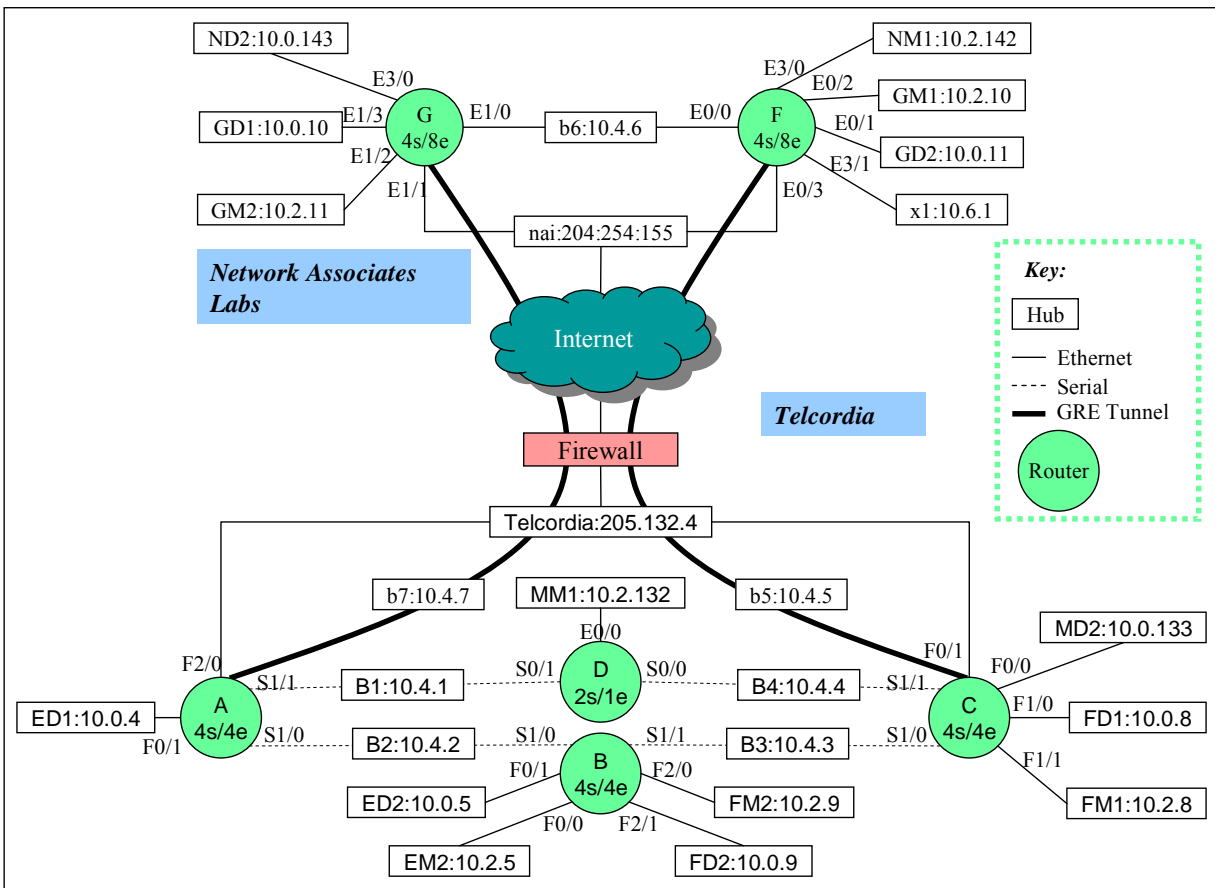 ND2:10.0.143
NM1:10.2.142
E3/0
E3/0
E0/2
GM1:10.2.10
GD1:10.0.10
E1/3
G
4s/8e
E1/0
b6:10.4.6
E0/0
F
4s/8e
E0/1
GD2:10.0.11
E1/2
E3/1
GM2:10.2.11
E1/1
E0/3
x1:10.6.1
nai:204:254:155
Network Associates
Labs
Key:
Hub
Ethernet
Serial
GRE Tunnel
Router
Internet
Telcordia
Firewall
Telcordia:205.132.4
b7:10.4.7
MM1:10.2.132
b5:10.4.5
MD2:10.0.133
E0/0
F2/0
F0/1
F0/0
S1/1
B1:10.4.1
S0/1
D
2s/1e
S0/0
B4:10.4.4
S1/1
ED1:10.0.4
F0/1
A
4s/4e
C
4s/4e
F1/0
FD1:10.0.8
S1/0
B2:10.4.2
S1/0
B
4s/4e
S1/1
B3:10.4.3
S1/0
F1/1
F0/1
F2/0
ED2:10.0.5
FM2:10.2.9
FM1:10.2.8
F0/0
F2/1
EM2:10.2.5
FD2:10.0.9